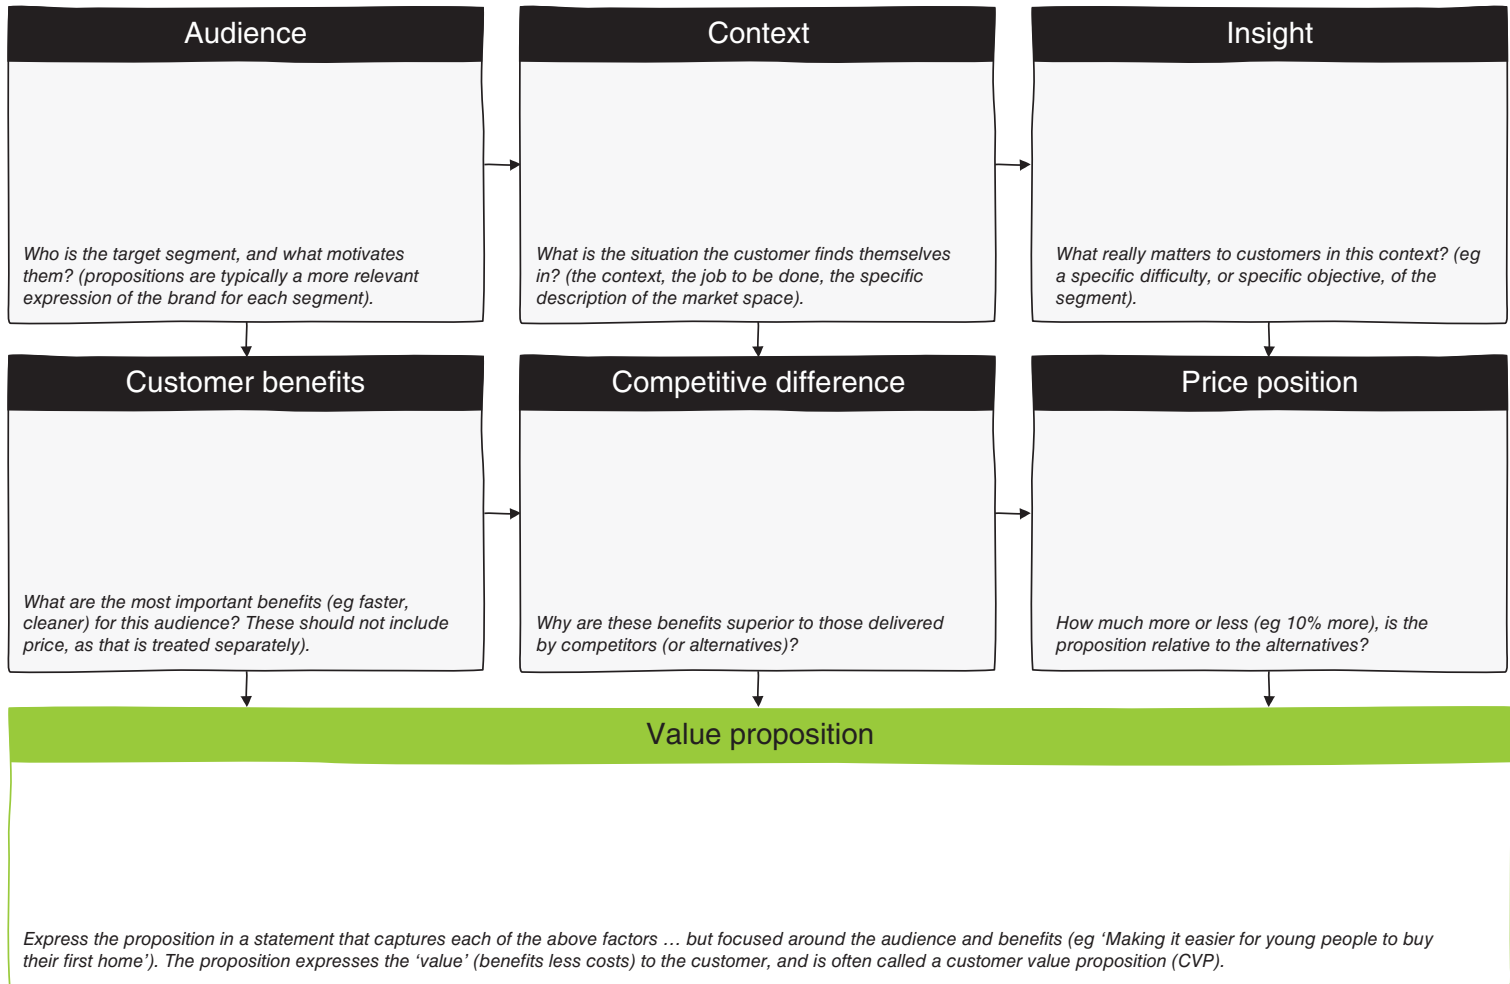 Audience
Context
Insight
Who is the target segment, and what motivates
them? (propositions are typically a more relevant
expression of the brand for each segment).
What is the situation the customer finds themselves
in? (the context, the job to be done, the specific
description of the market space).
What really matters to customers in this context? (eg
a specific difficulty, or specific objective, of the
segment).
Customer benefits
Competitive difference
Price position
What are the most important benefits (eg faster,
cleaner) for this audience? These should not include
price, as that is treated separately).
Why are these benefits superior to those delivered
by competitors (or alternatives)?
How much more or less (eg 10% more), is the
proposition relative to the alternatives?
Value proposition
Express the proposition in a statement that captures each of the above factors … but focused around the audience and benefits (eg ‘Making it easier for young people to buy
their first home’). The proposition expresses the ‘value’ (benefits less costs) to the customer, and is often called a customer value proposition (CVP).